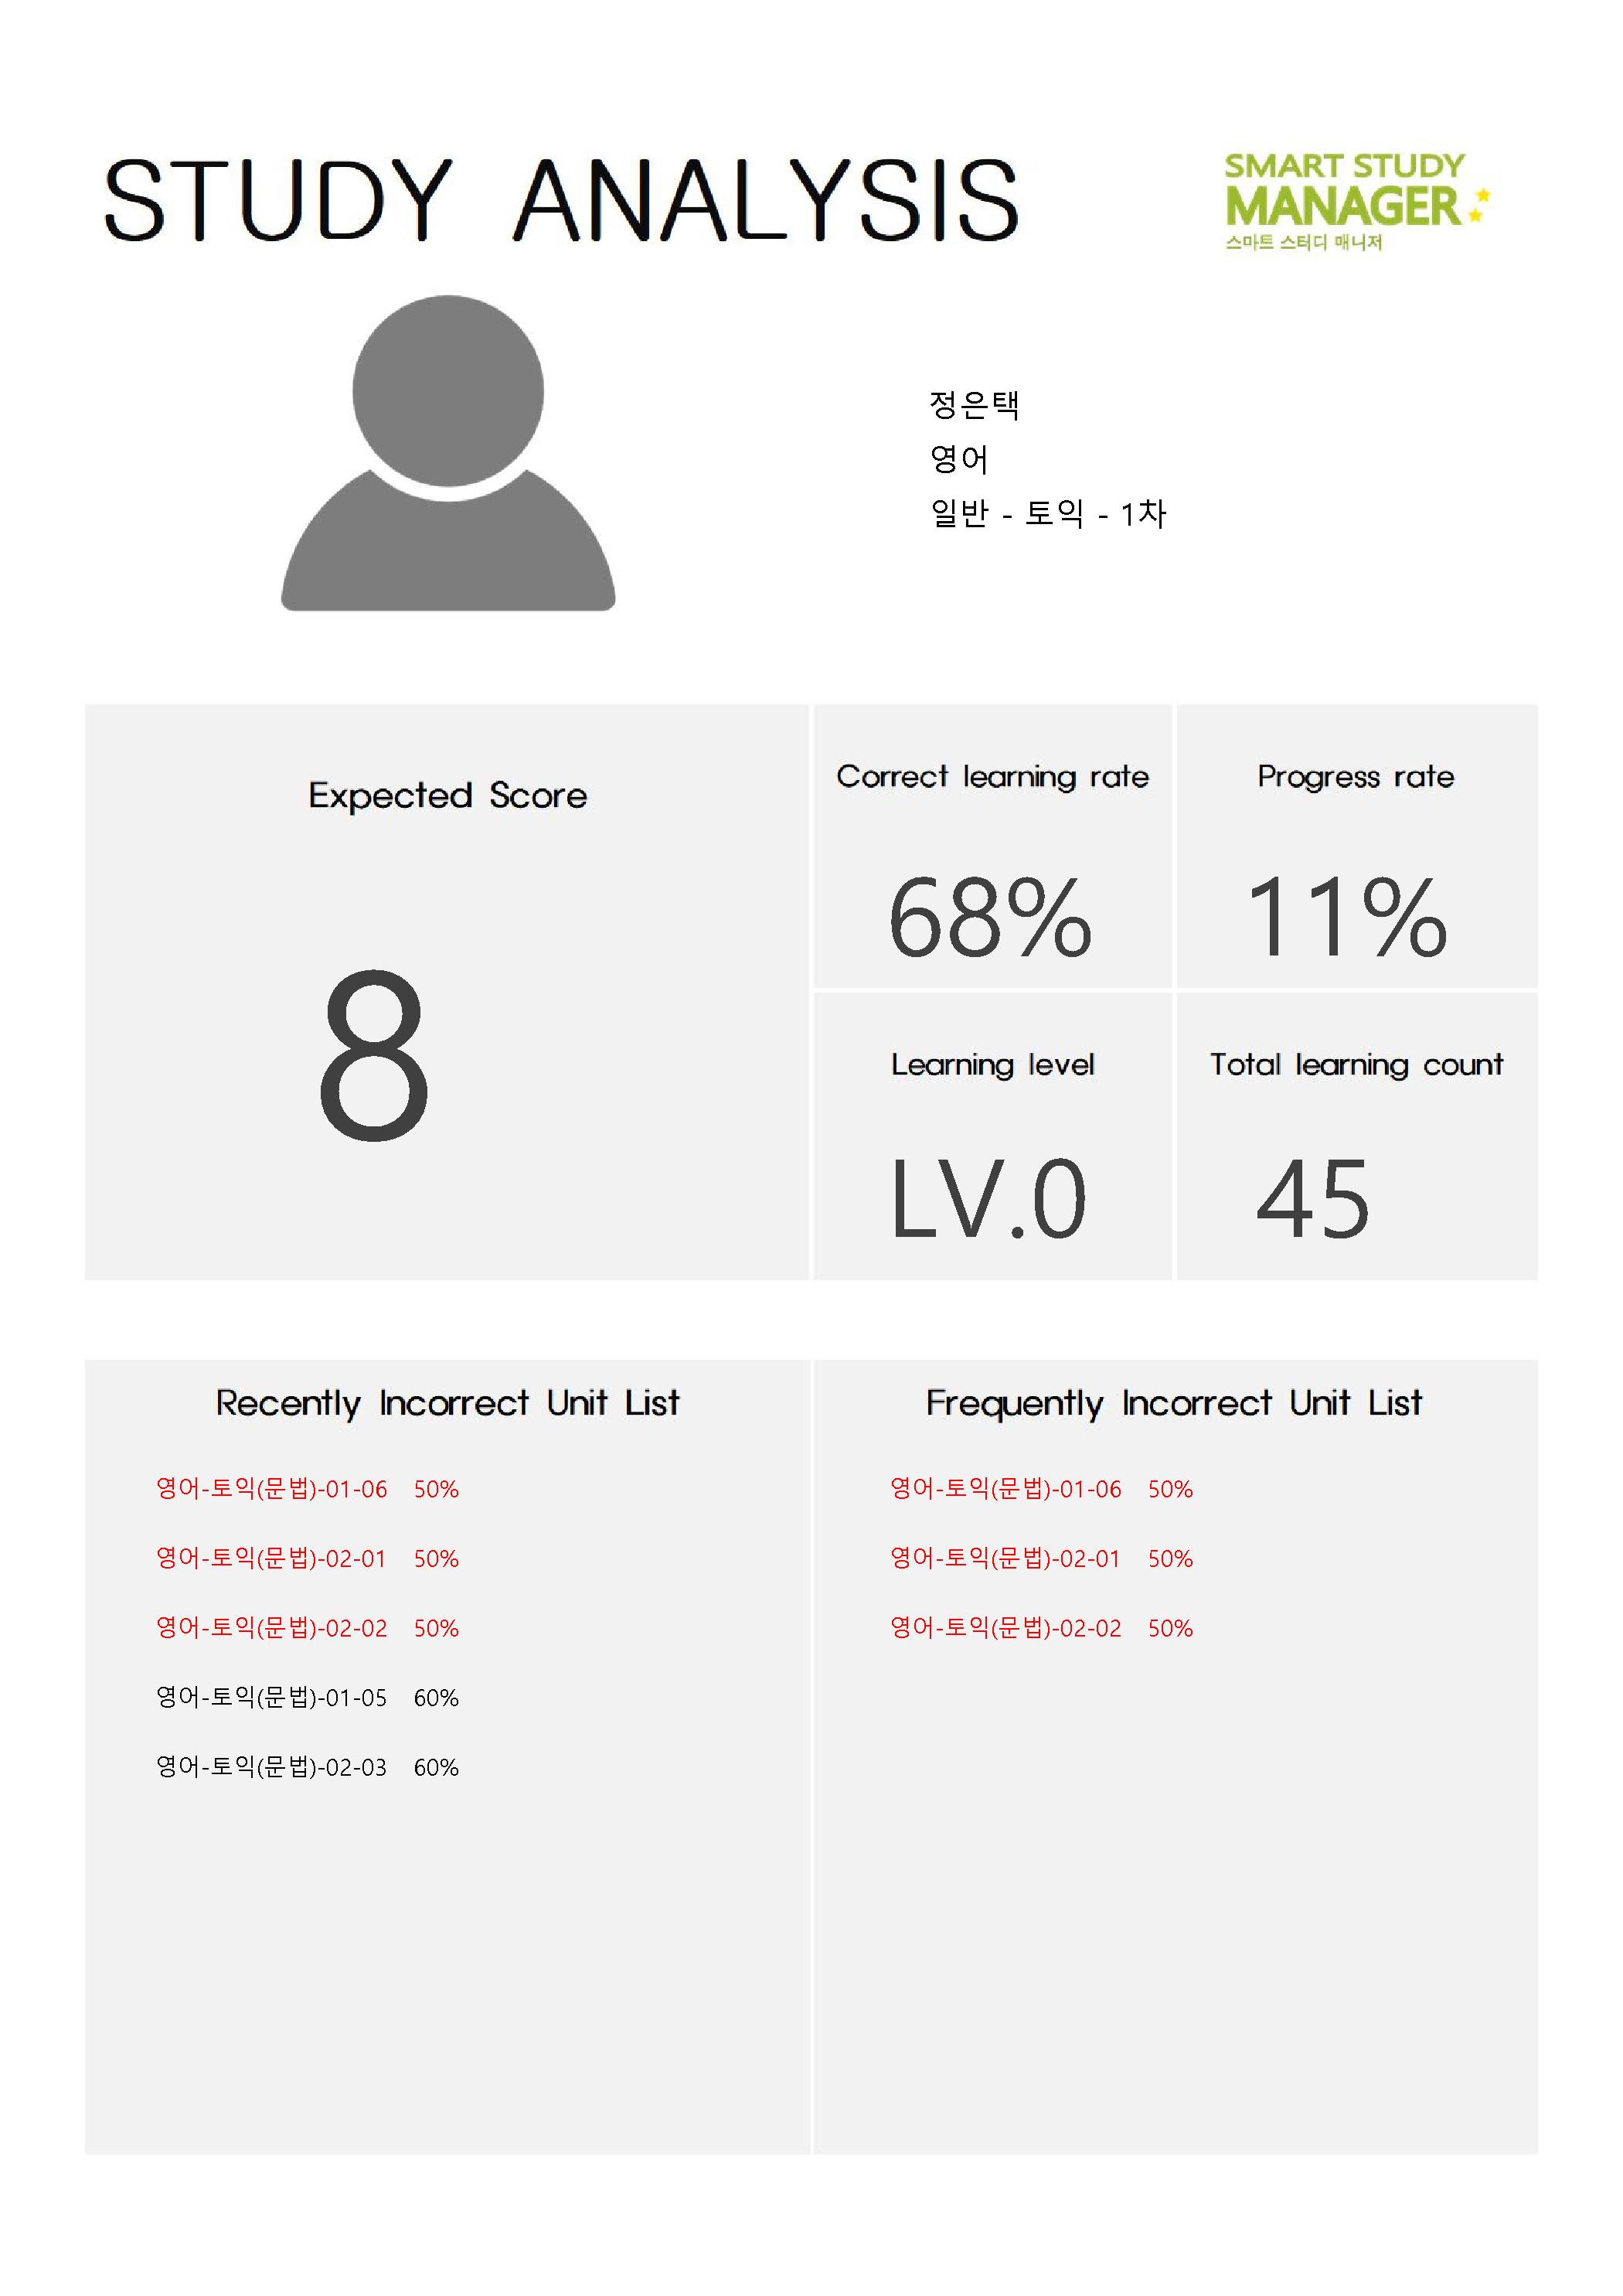 STUDY ANALYSIS
SMART STUDY
MANAGER
스마트 스터디 매니저
정은택
영어
일반 - 토익 - 1차
Expected Score
8
Correct learning rate
68%
Progress rate
11%
Learning level
LV.0
Total learning count
45
Recently Incorrect Unit List
영어-토익(문법)-01-06 50%
영어-토익(문법)-02-01 50%
영어-토익(문법)-02-02 50%
영어-토익(문법)-01-05 60%
영어-토익(문법)-02-03 60%
Frequently Incorrect Unit List
영어-토익(문법)-01-06 50%
영어-토익(문법)-02-01 50%
영어-토익(문법)-02-02 50%